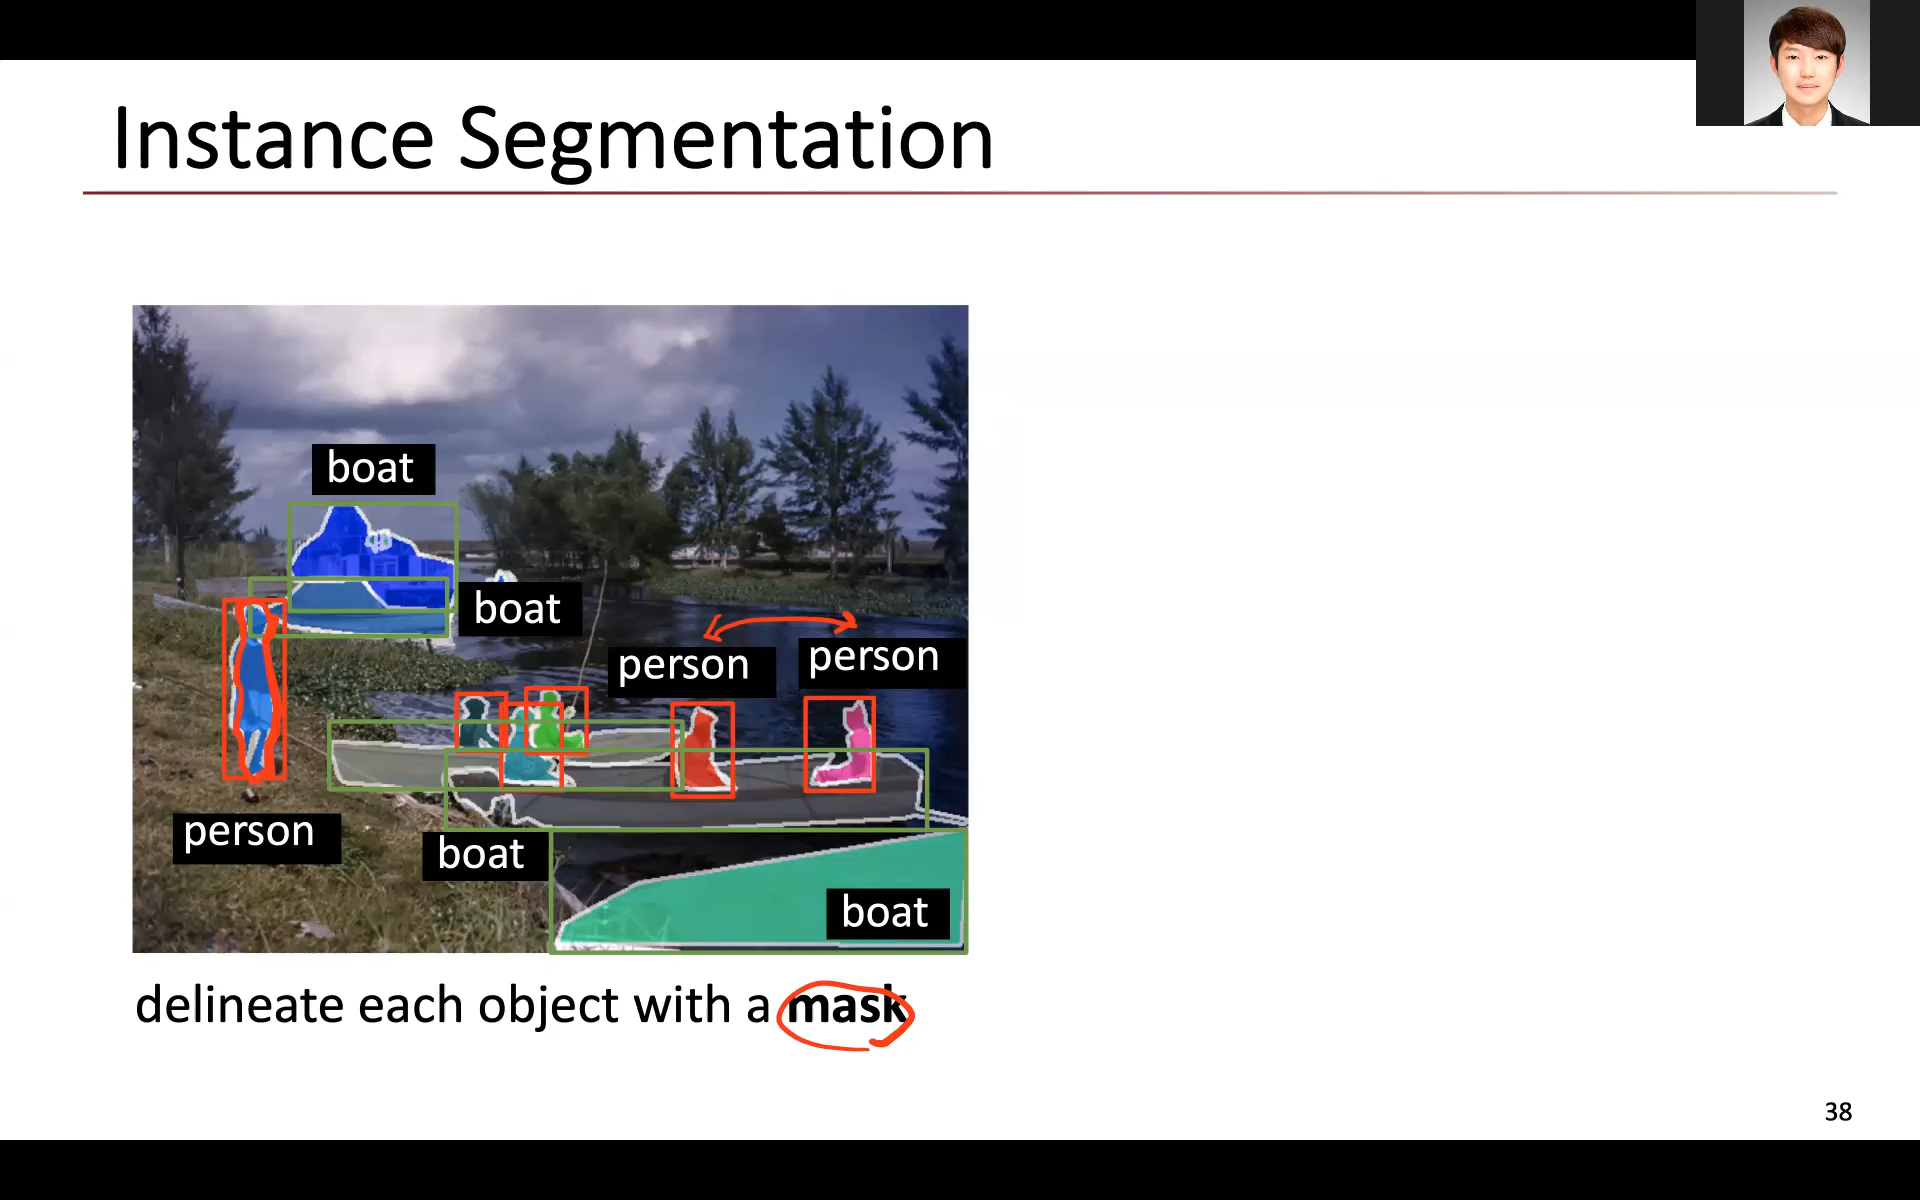 Instance Segmentation
boat
boat
person
person
person
boat
boat
delineate each object with a mask
38